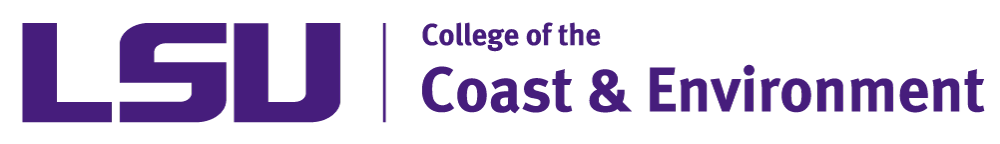 LSU
College of the
Coast & Environment